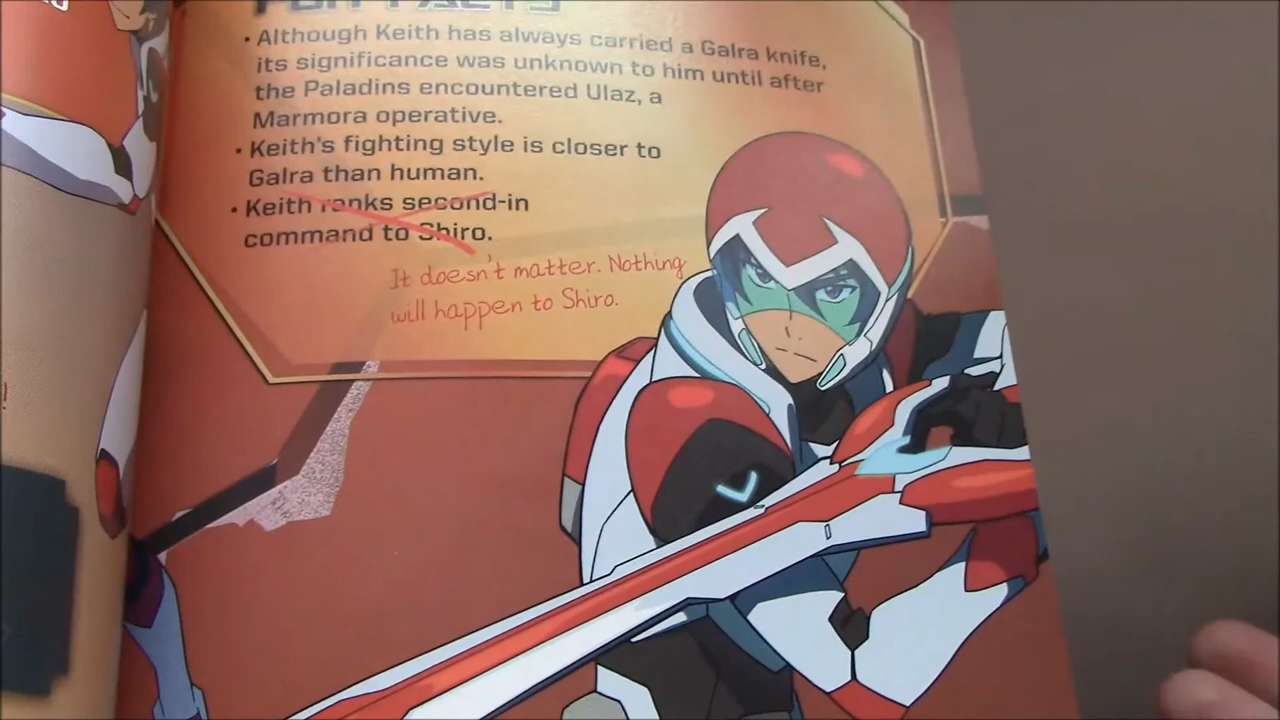 FUN FACTS
• Although Keith has always carried a Galra knife,
its significance was unknown to him until after
the Paladins encountered Ulaz, a
Marmora operative.
• Keith's fighting style is closer to
Galra than human.
• Keith ranks second-in
command to Shiro.
It doesn't matter. Nothing
will happen to Shiro.